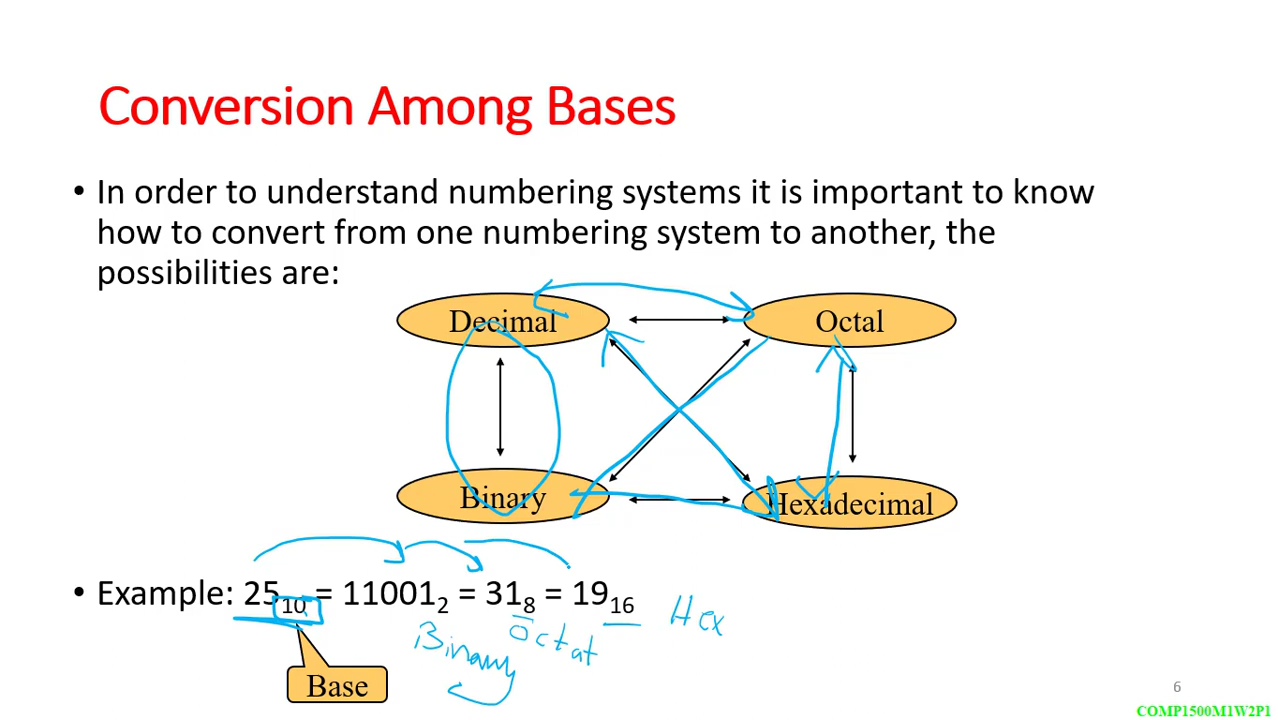 Conversion Among Bases
• In order to understand numbering systems it is important to know
how to convert from one numbering system to another, the
possibilities are:
Decimal
Octal
Binary
Hexadecimal
• Example: 25₁₀ = 11001₂ = 31₈ = 19₁₆
Hex
Binary
Octat
Base
6
COMP1500M1W2P1